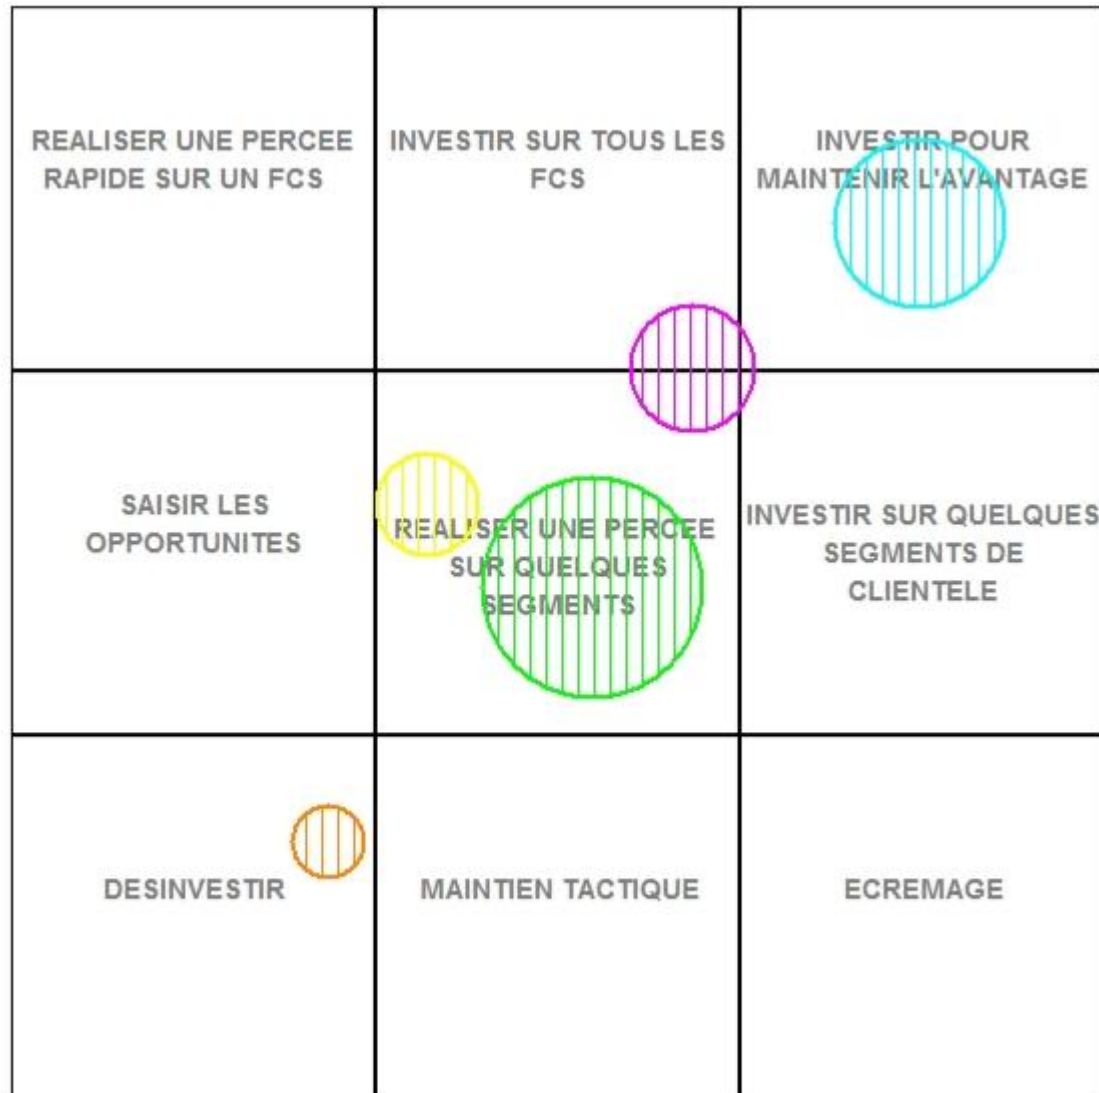 REALISER UNE PERCEE
RAPIDE SUR UN FCS
INVESTIR SUR TOUS LES
FCS
INVESTIR POUR
MAINTENIR L'AVANTAGE
SAISIR LES
OPPORTUNITES
REALISER UNE PERCEE
SUR QUELQUES
SEGMENTS
INVESTIR SUR QUELQUES
SEGMENTS DE
CLIENTELE
DESINVESTIR
MAINTIEN TACTIQUE
ECREMAGE